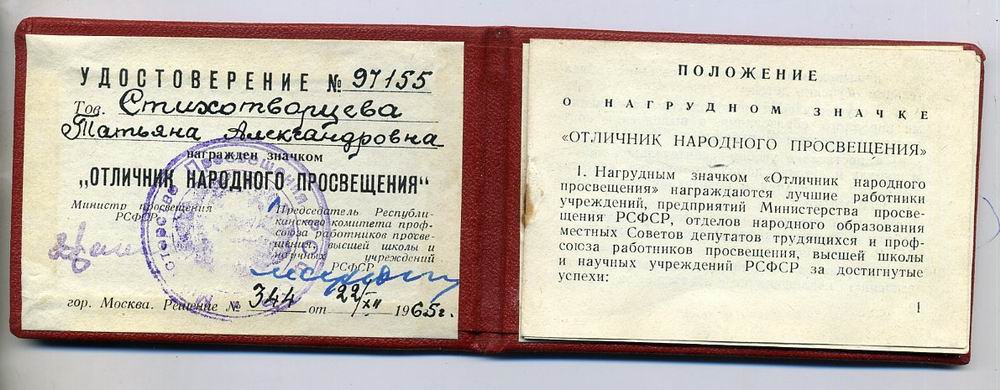 УДОСТОВЕРЕНИЕ № 97155
Тов. Стихотворцева
Татьяна Александровна
награжден значком
„ОТЛИЧНИК НАРОДНОГО ПРОСВЕЩЕНИЯ“
Министр просвещения
РСФСР
Председатель Республи-
канского комитета проф-
союза работников просве-
щения, высшей школы и
научных учреждений
РСФСР
гор. Москва. Решение № 344 от 22/XII 1965г.
ПОЛОЖЕНИЕ
О НАГРУДНОМ ЗНАЧКЕ
«ОТЛИЧНИК НАРОДНОГО ПРОСВЕЩЕНИЯ»
1. Нагрудным значком «Отличник народного
просвещения» награждаются лучшие работники
учреждений, предприятий Министерства просве-
щения РСФСР, отделов народного образования
местных Советов депутатов трудящихся и проф-
союза работников просвещения, высшей школы
и научных учреждений РСФСР за достигнутые
успехи:
1